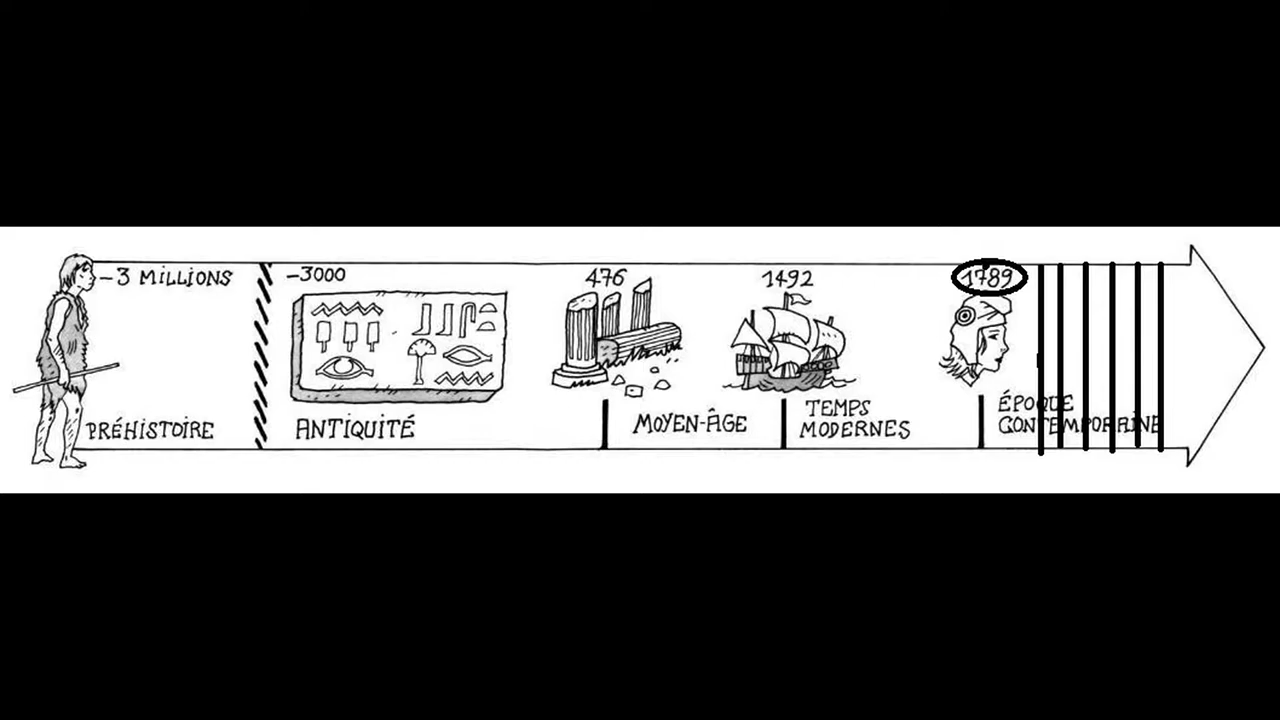 -3 MILLIONS
-3000
476
1492
1789
PRÉHISTOIRE
ANTIQUITÉ
MOYEN-ÂGE
TEMPS
MODERNES
ÉPOQUE
CONTEMPORAINE